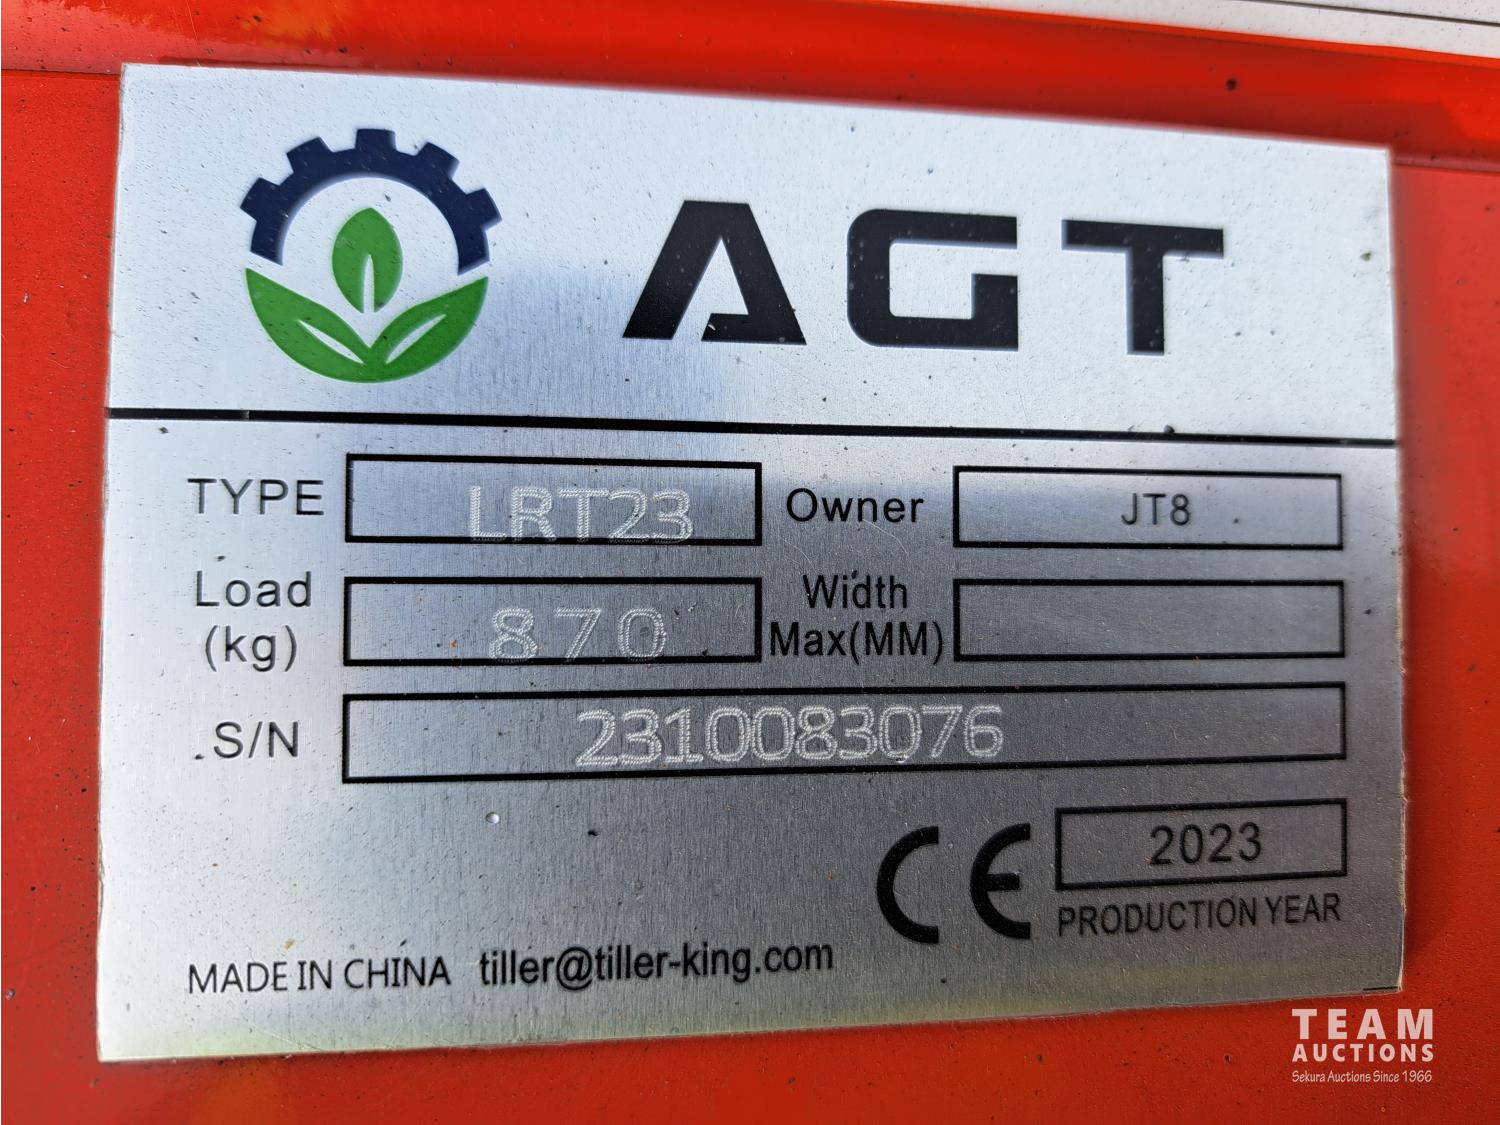 AGT
TYPE LRT23 Owner JT8
Load (kg) 870 Width Max(MM)
S/N 2310083076
CE 2023
PRODUCTION YEAR
MADE IN CHINA tiller@tiller-king.com
TEAM
AUCTIONS
Sekura Auctions Since 1966